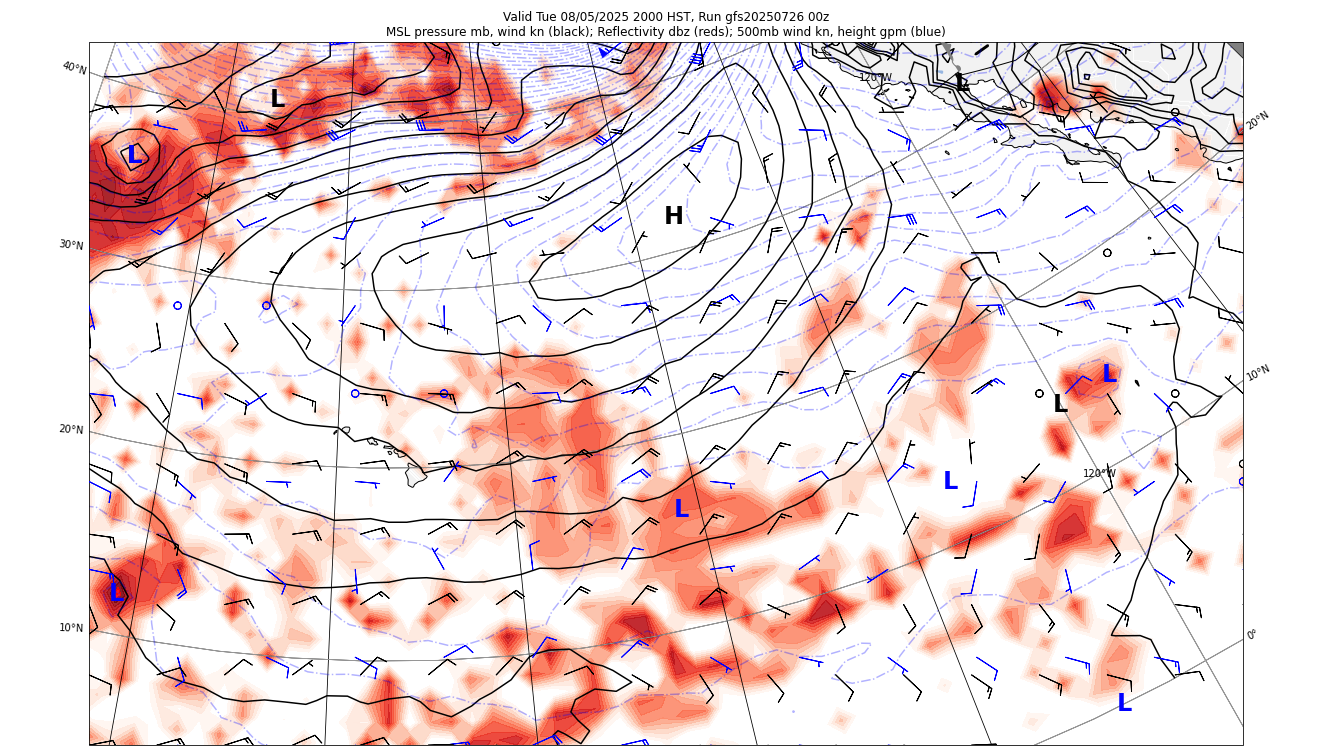 Valid Tue 08/05/2025 2000 HST, Run gfs20250726 00z
MSL pressure mb, wind kn (black); Reflectivity dbz (reds); 500mb wind kn, height gpm (blue)
40°N
120°W
L
L
20°N
L
H
30°N
L
10°N
L
20°N
120°W
L
L
L
10°N
0°
L